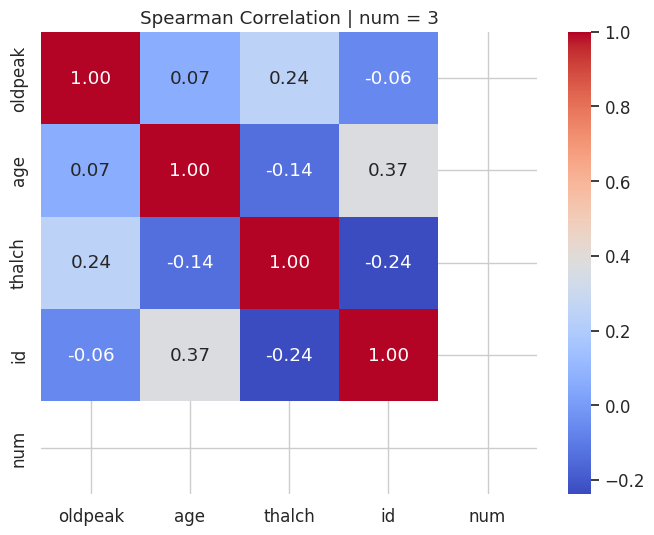 Spearman Correlation | num = 3
oldpeak 1.00 0.07 0.24 -0.06
age 0.07 1.00 -0.14 0.37
thalch 0.24 -0.14 1.00 -0.24
id -0.06 0.37 -0.24 1.00
num
oldpeak age thalch id num
1.0
0.8
0.6
0.4
0.2
0.0
−0.2